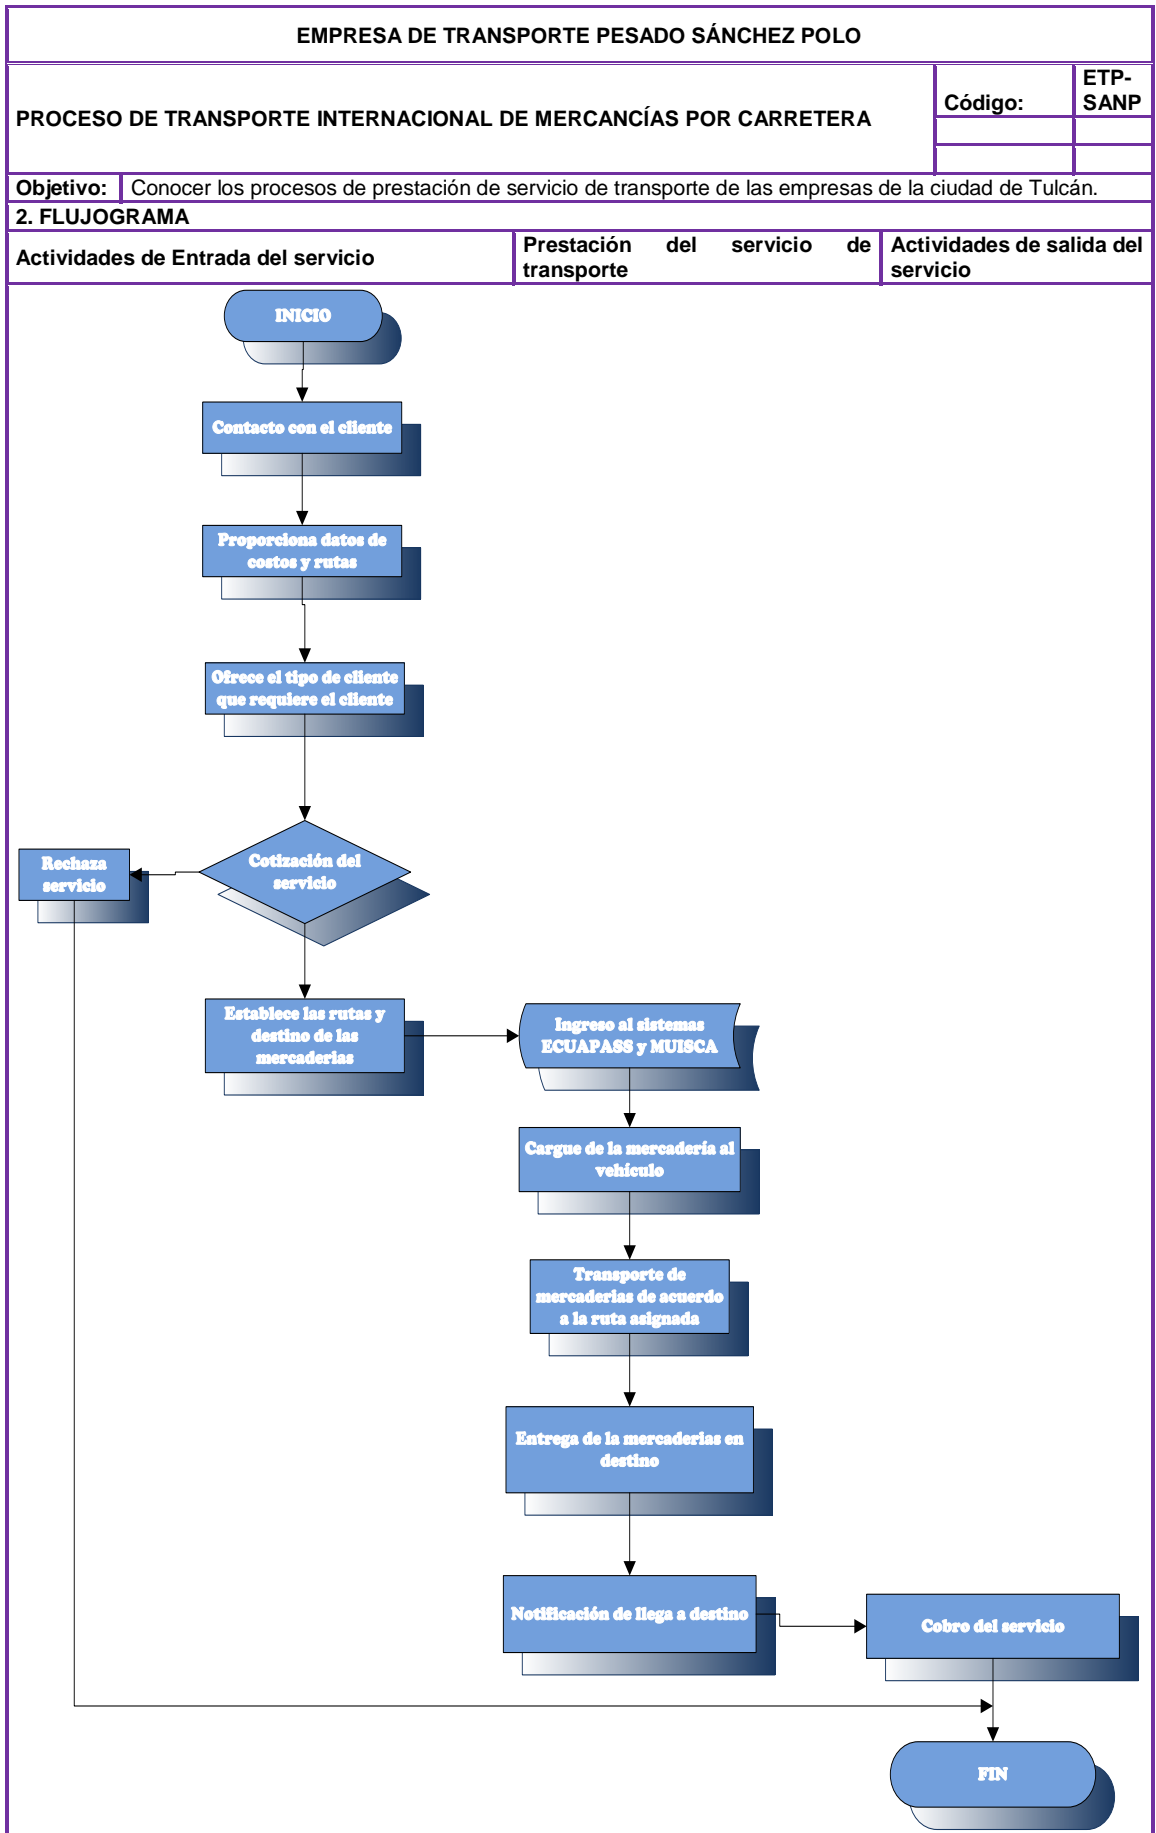 EMPRESA DE TRANSPORTE PESADO SÁNCHEZ POLO
PROCESO DE TRANSPORTE INTERNACIONAL DE MERCANCÍAS POR CARRETERA
Código:
ETP-
SANP
Objetivo:
Conocer los procesos de prestación de servicio de transporte de las empresas de la ciudad de Tulcán.
2. FLUJOGRAMA
Actividades de Entrada del servicio
Prestación del servicio de
transporte
Actividades de salida del
servicio
INICIO
Contacto con el cliente
Proporciona datos de
costos y rutas
Ofrece el tipo de cliente
que requiere el cliente
Cotización del
servicio
Rechaza
servicio
Establece las rutas y
destino de las
mercaderias
Ingreso al sistemas
ECUAPASS y MUISCA
Cargue de la mercadería al
vehículo
Transporte de
mercaderias de acuerdo
a la ruta asignada
Entrega de la mercaderias en
destino
Notificación de llega a destino
Cobro del servicio
FIN